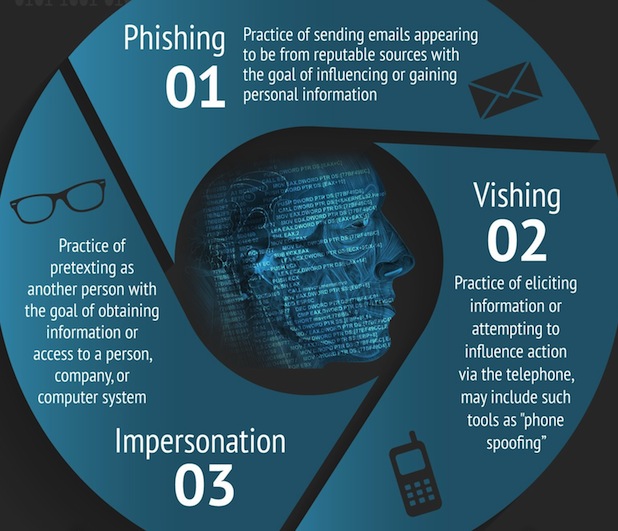 Phishing
01
Practice of sending emails appearing
to be from reputable sources with
the goal of influencing or gaining
personal information
Vishing
02
Practice of eliciting
information or
attempting to
influence action
via the telephone,
may include such
tools as "phone
spoofing”
Practice of
pretexting as
another person with
the goal of obtaining
information or
access to a person,
company, or
computer system
Impersonation
03